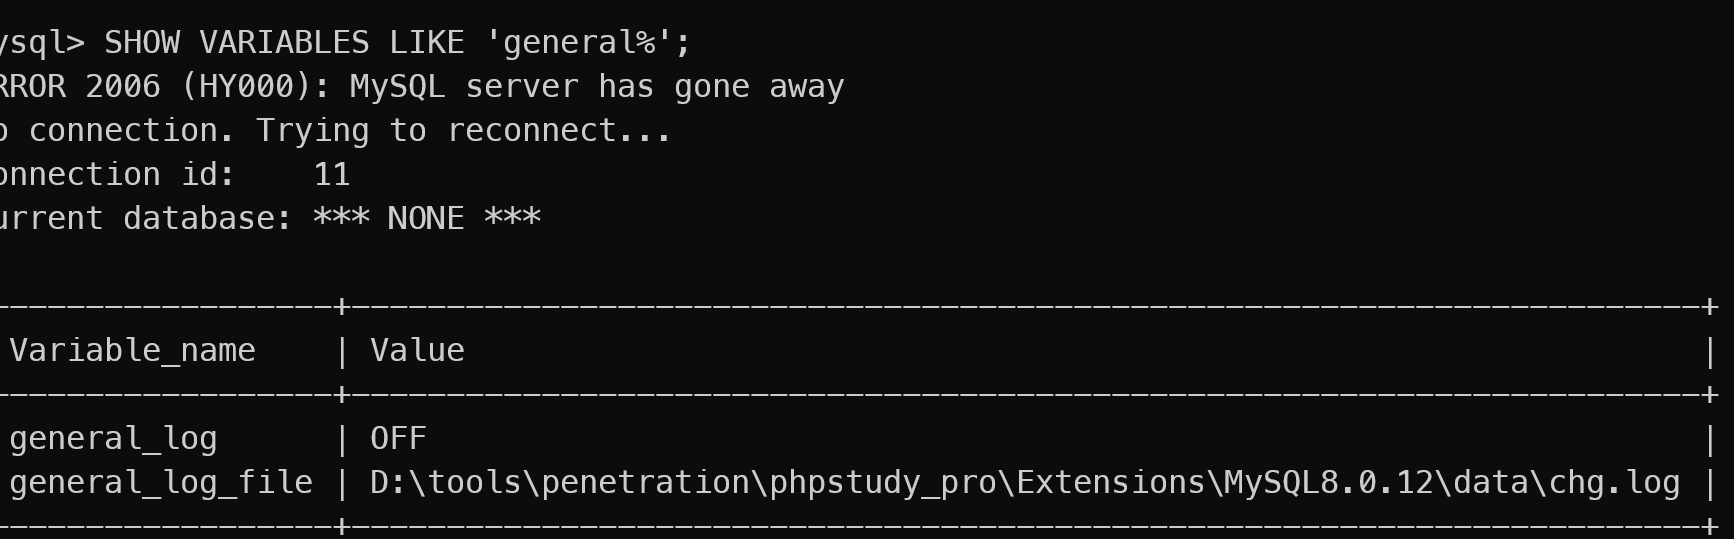 ysql> SHOW VARIABLES LIKE 'general%';
RROR 2006 (HY000): MySQL server has gone away
o connection. Trying to reconnect...
onnection id:    11
urrent database: *** NONE ***

-----------------+-----------------------------------------------------------------------+
Variable_name    | Value                                                                 |
-----------------+-----------------------------------------------------------------------+
general_log      | OFF                                                                   |
general_log_file | D:\tools\penetration\phpstudy_pro\Extensions\MySQL8.0.12\data\chg.log |
-----------------+-----------------------------------------------------------------------+